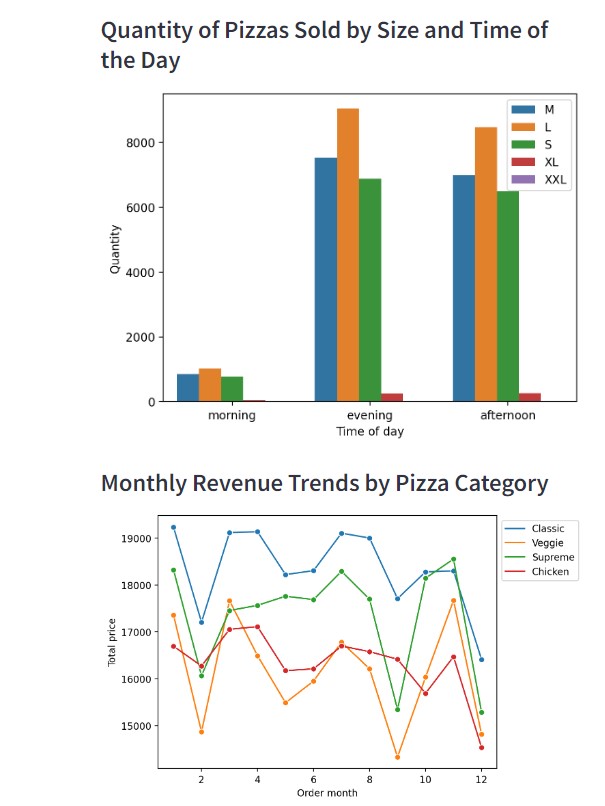 Quantity of Pizzas Sold by Size and Time of
the Day
M
L
S
XL
XXL
8000
6000
4000
2000
0
Quantity
morning evening afternoon
Time of day
Monthly Revenue Trends by Pizza Category
Classic
Veggie
Supreme
Chicken
19000
18000
17000
16000
15000
Total price
2 4 6 8 10 12
Order month